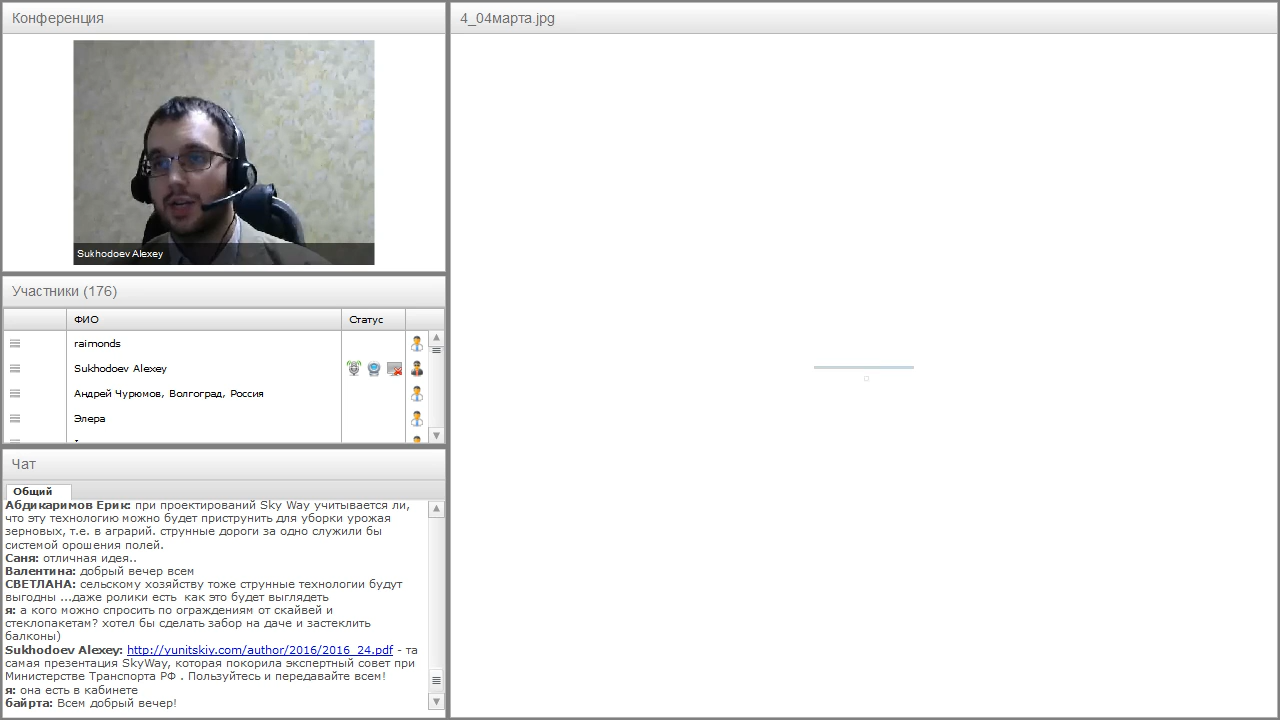 Конференция
4_04марта.jpg
Sukhodoev Alexey
Участники (176)
ФИО
Статус
raimonds
Sukhodoev Alexey
Андрей Чурюмов, Волгоград, Россия
Элера
Чат
Общий
Абдикаримов Ерик: при проектирований Sky Way учитывается ли,
что эту технологию можно будет приструнить для уборки урожая
зерновых, т.е. в аграрий. струнные дороги за одно служили бы
системой орошения полей.
Саня: отличная идея..
Валентина: добрый вечер всем
СВЕТЛАНА: сельскому хозяйству тоже струнные технологии будут
выгодны ...даже ролики есть как это будет выглядеть
я: а кого можно спросить по ограждениям от скайвей и
стеклопакетам? хотел бы сделать забор на даче и застеклить
балконы)
Sukhodoev Alexey: http://yunitskiy.com/author/2016/2016_24.pdf - та
самая презентация SkyWay, которая покорила экспертный совет при
Министерстве Транспорта РФ . Пользуйтесь и передавайте всем!
я: она есть в кабинете
байрта: Всем добрый вечер!